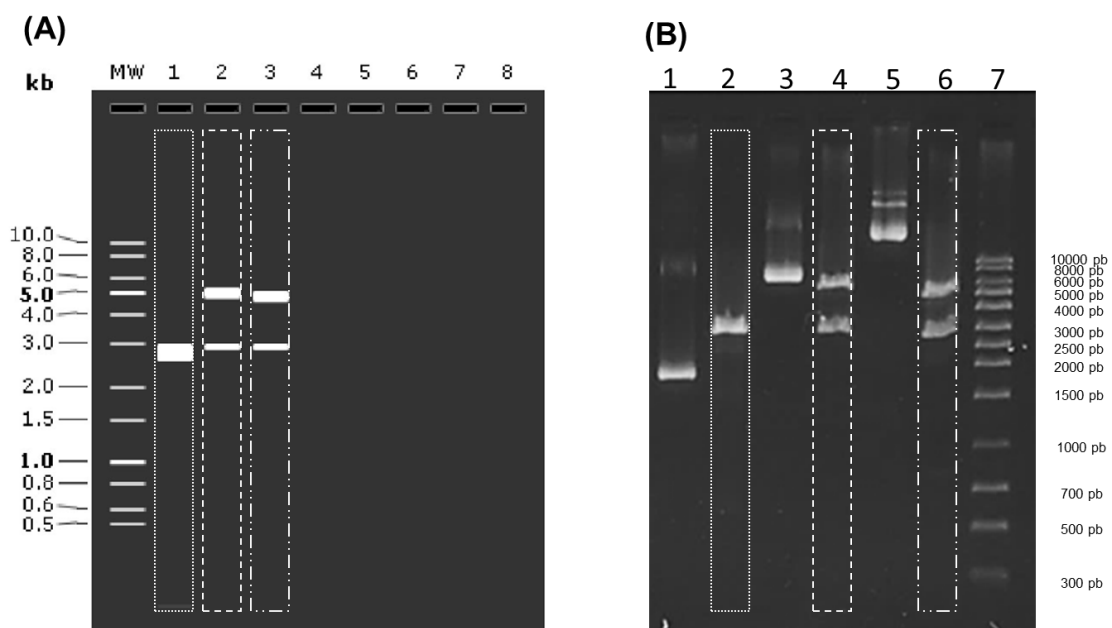 (A)
kb
MW 1 2 3 4 5 6 7 8
10.0
8.0
6.0
5.0
4.0
3.0
2.0
1.5
1.0
0.8
0.6
0.5
(B)
1 2 3 4 5 6 7
10000 pb
8000 pb
6000 pb
5000 pb
4000 pb
3000 pb
2500 pb
2000 pb
1500 pb
1000 pb
700 pb
500 pb
300 pb